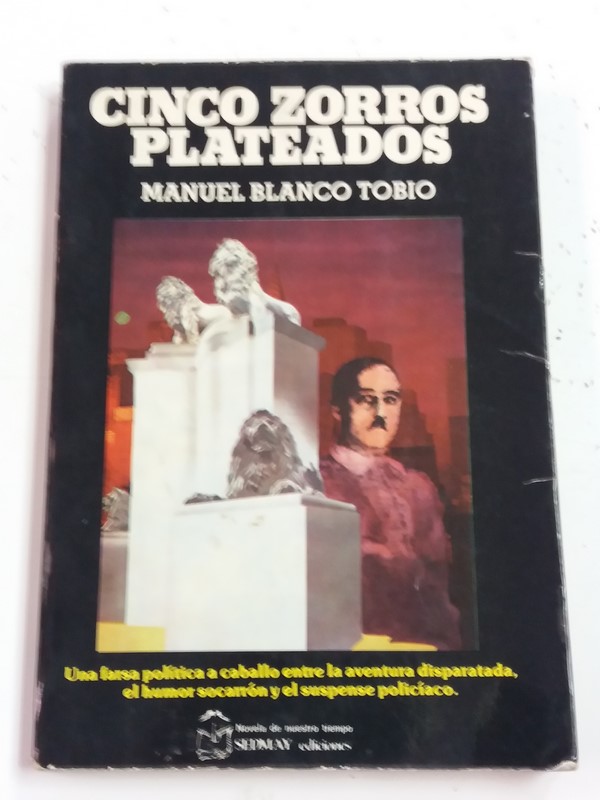 CINCO ZORROS
PLATEADOS
MANUEL BLANCO TOBIO
Una farsa política a caballo entre la aventura disparatada,
el humor socarrón y el suspense policíaco.
Novela de nuestro tiempo
SEDMAY ediciones